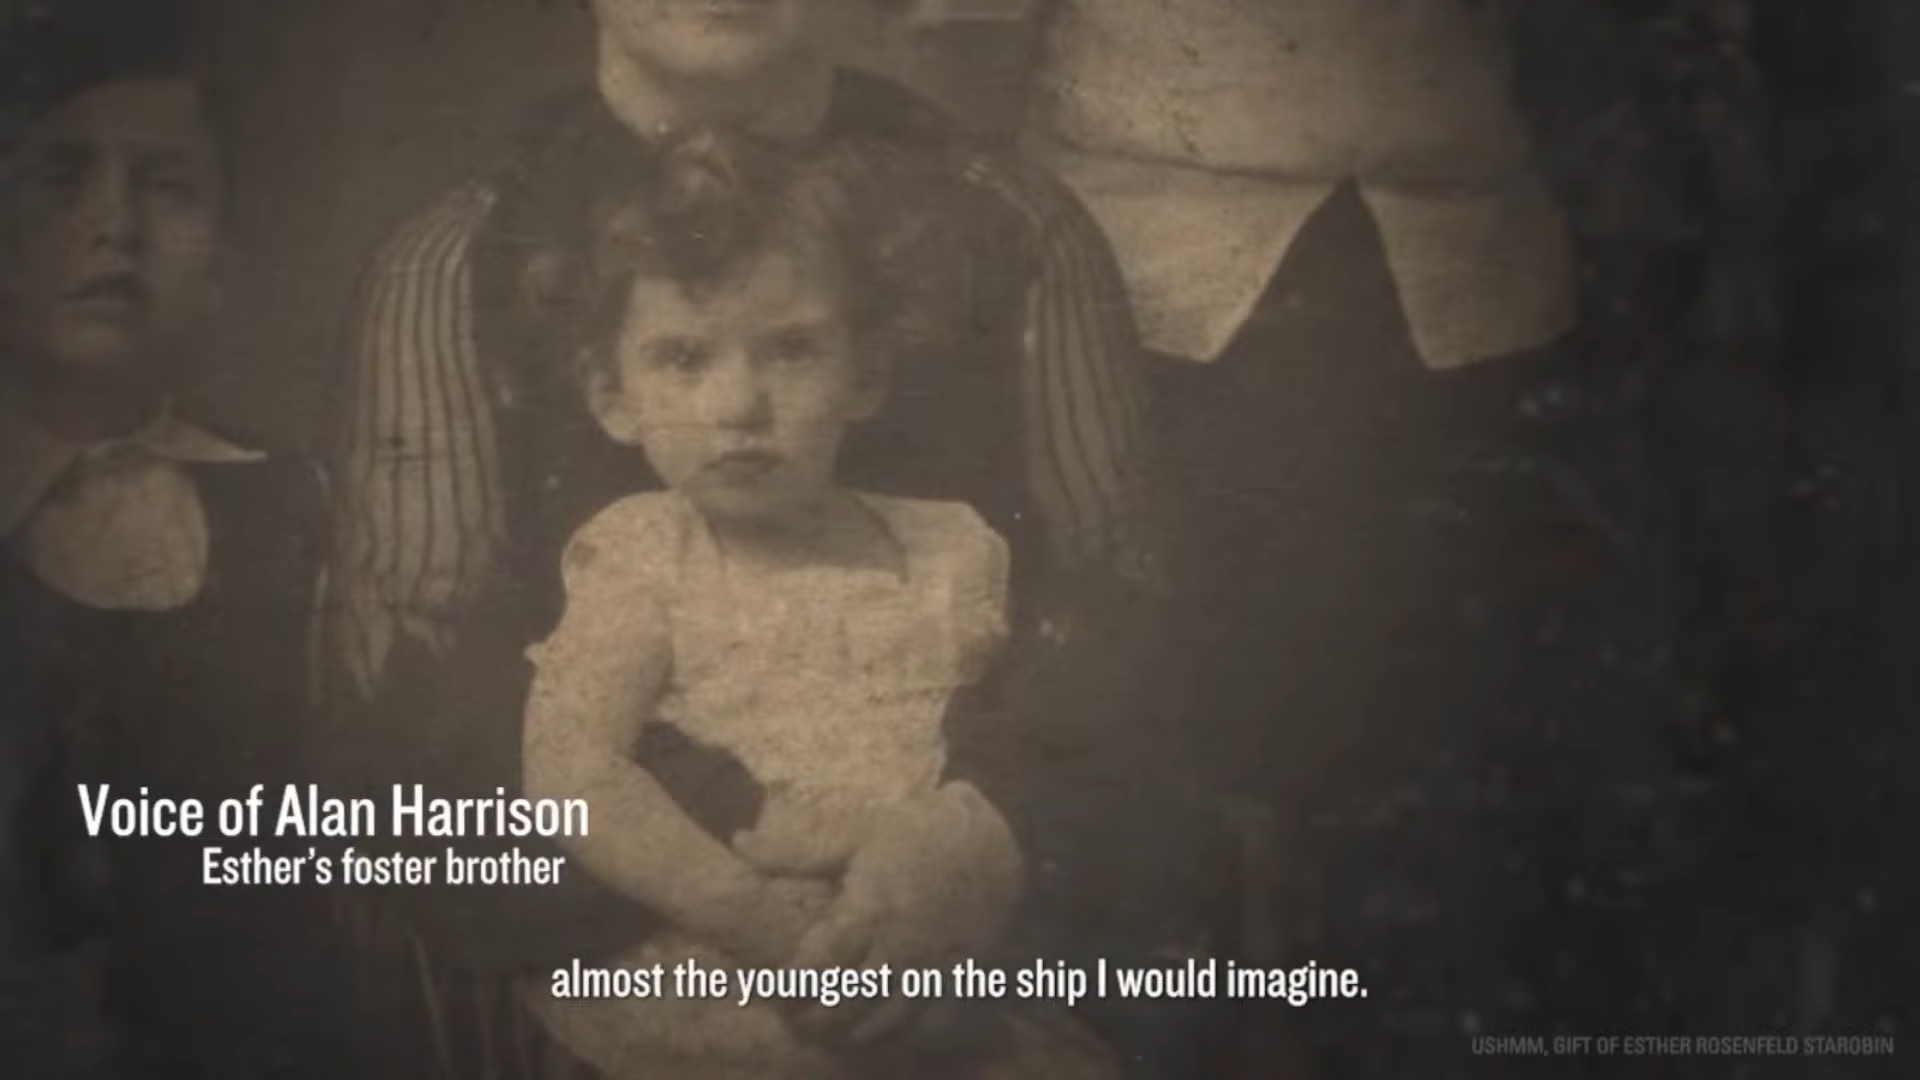 Voice of Alan Harrison
Esther’s foster brother
almost the youngest on the ship I would imagine.
USHMM, GIFT OF ESTHER ROSENFELD STAROBIN